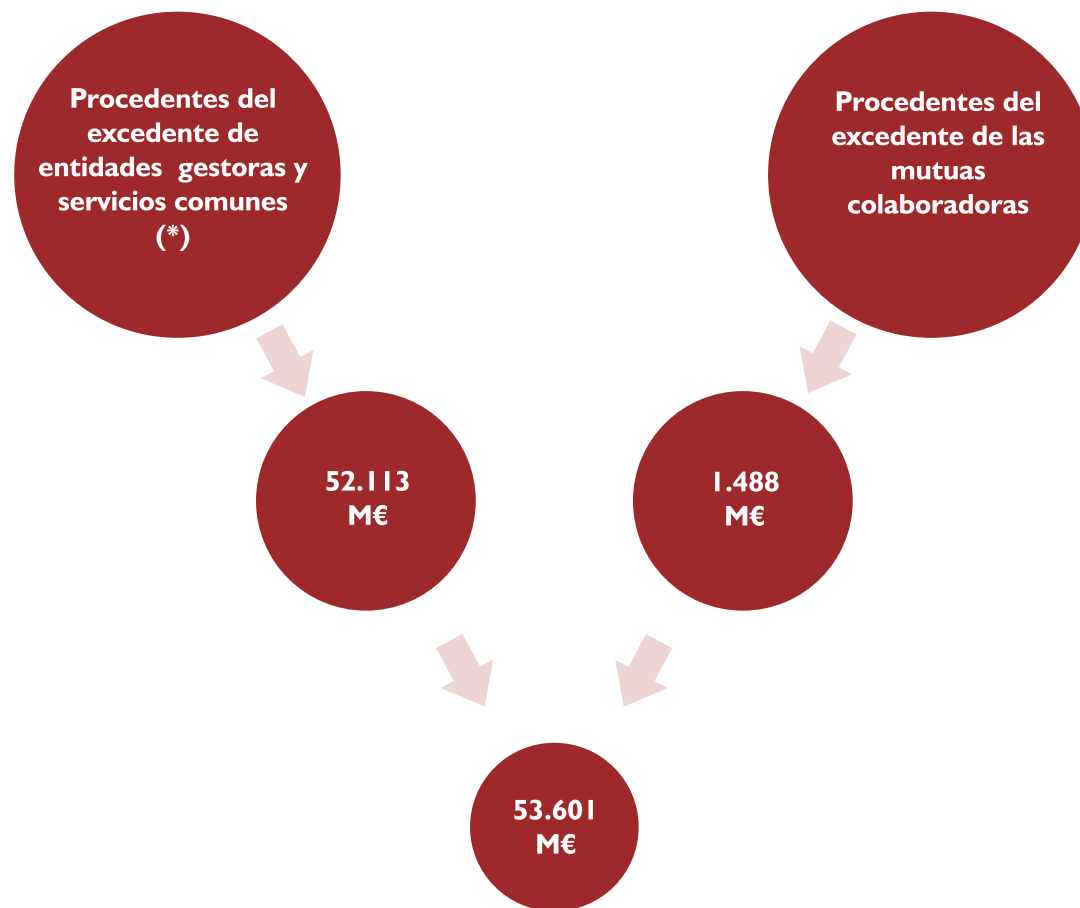 Procedentes del
excedente de
entidades gestoras y
servicios comunes
(*)
Procedentes del
excedente de las
mutuas
colaboradoras
52.113
M€
1.488
M€
53.601
M€